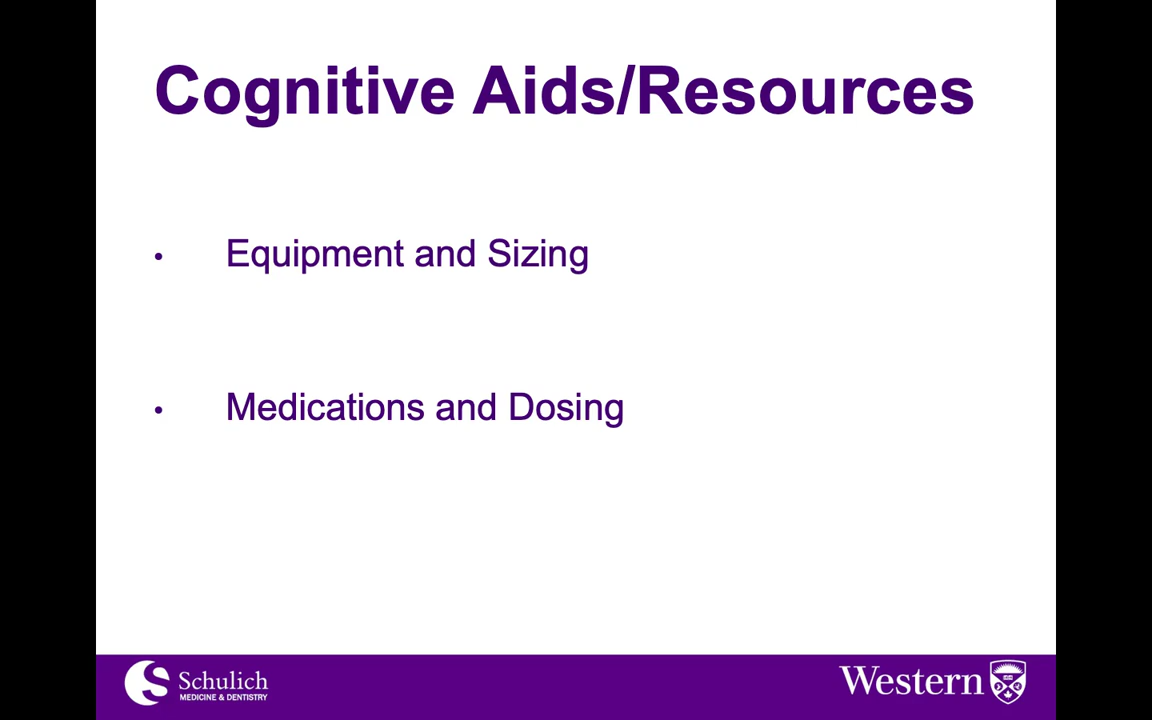 Cognitive Aids/Resources
• Equipment and Sizing
• Medications and Dosing
Schulich
MEDICINE & DENTISTRY
Western